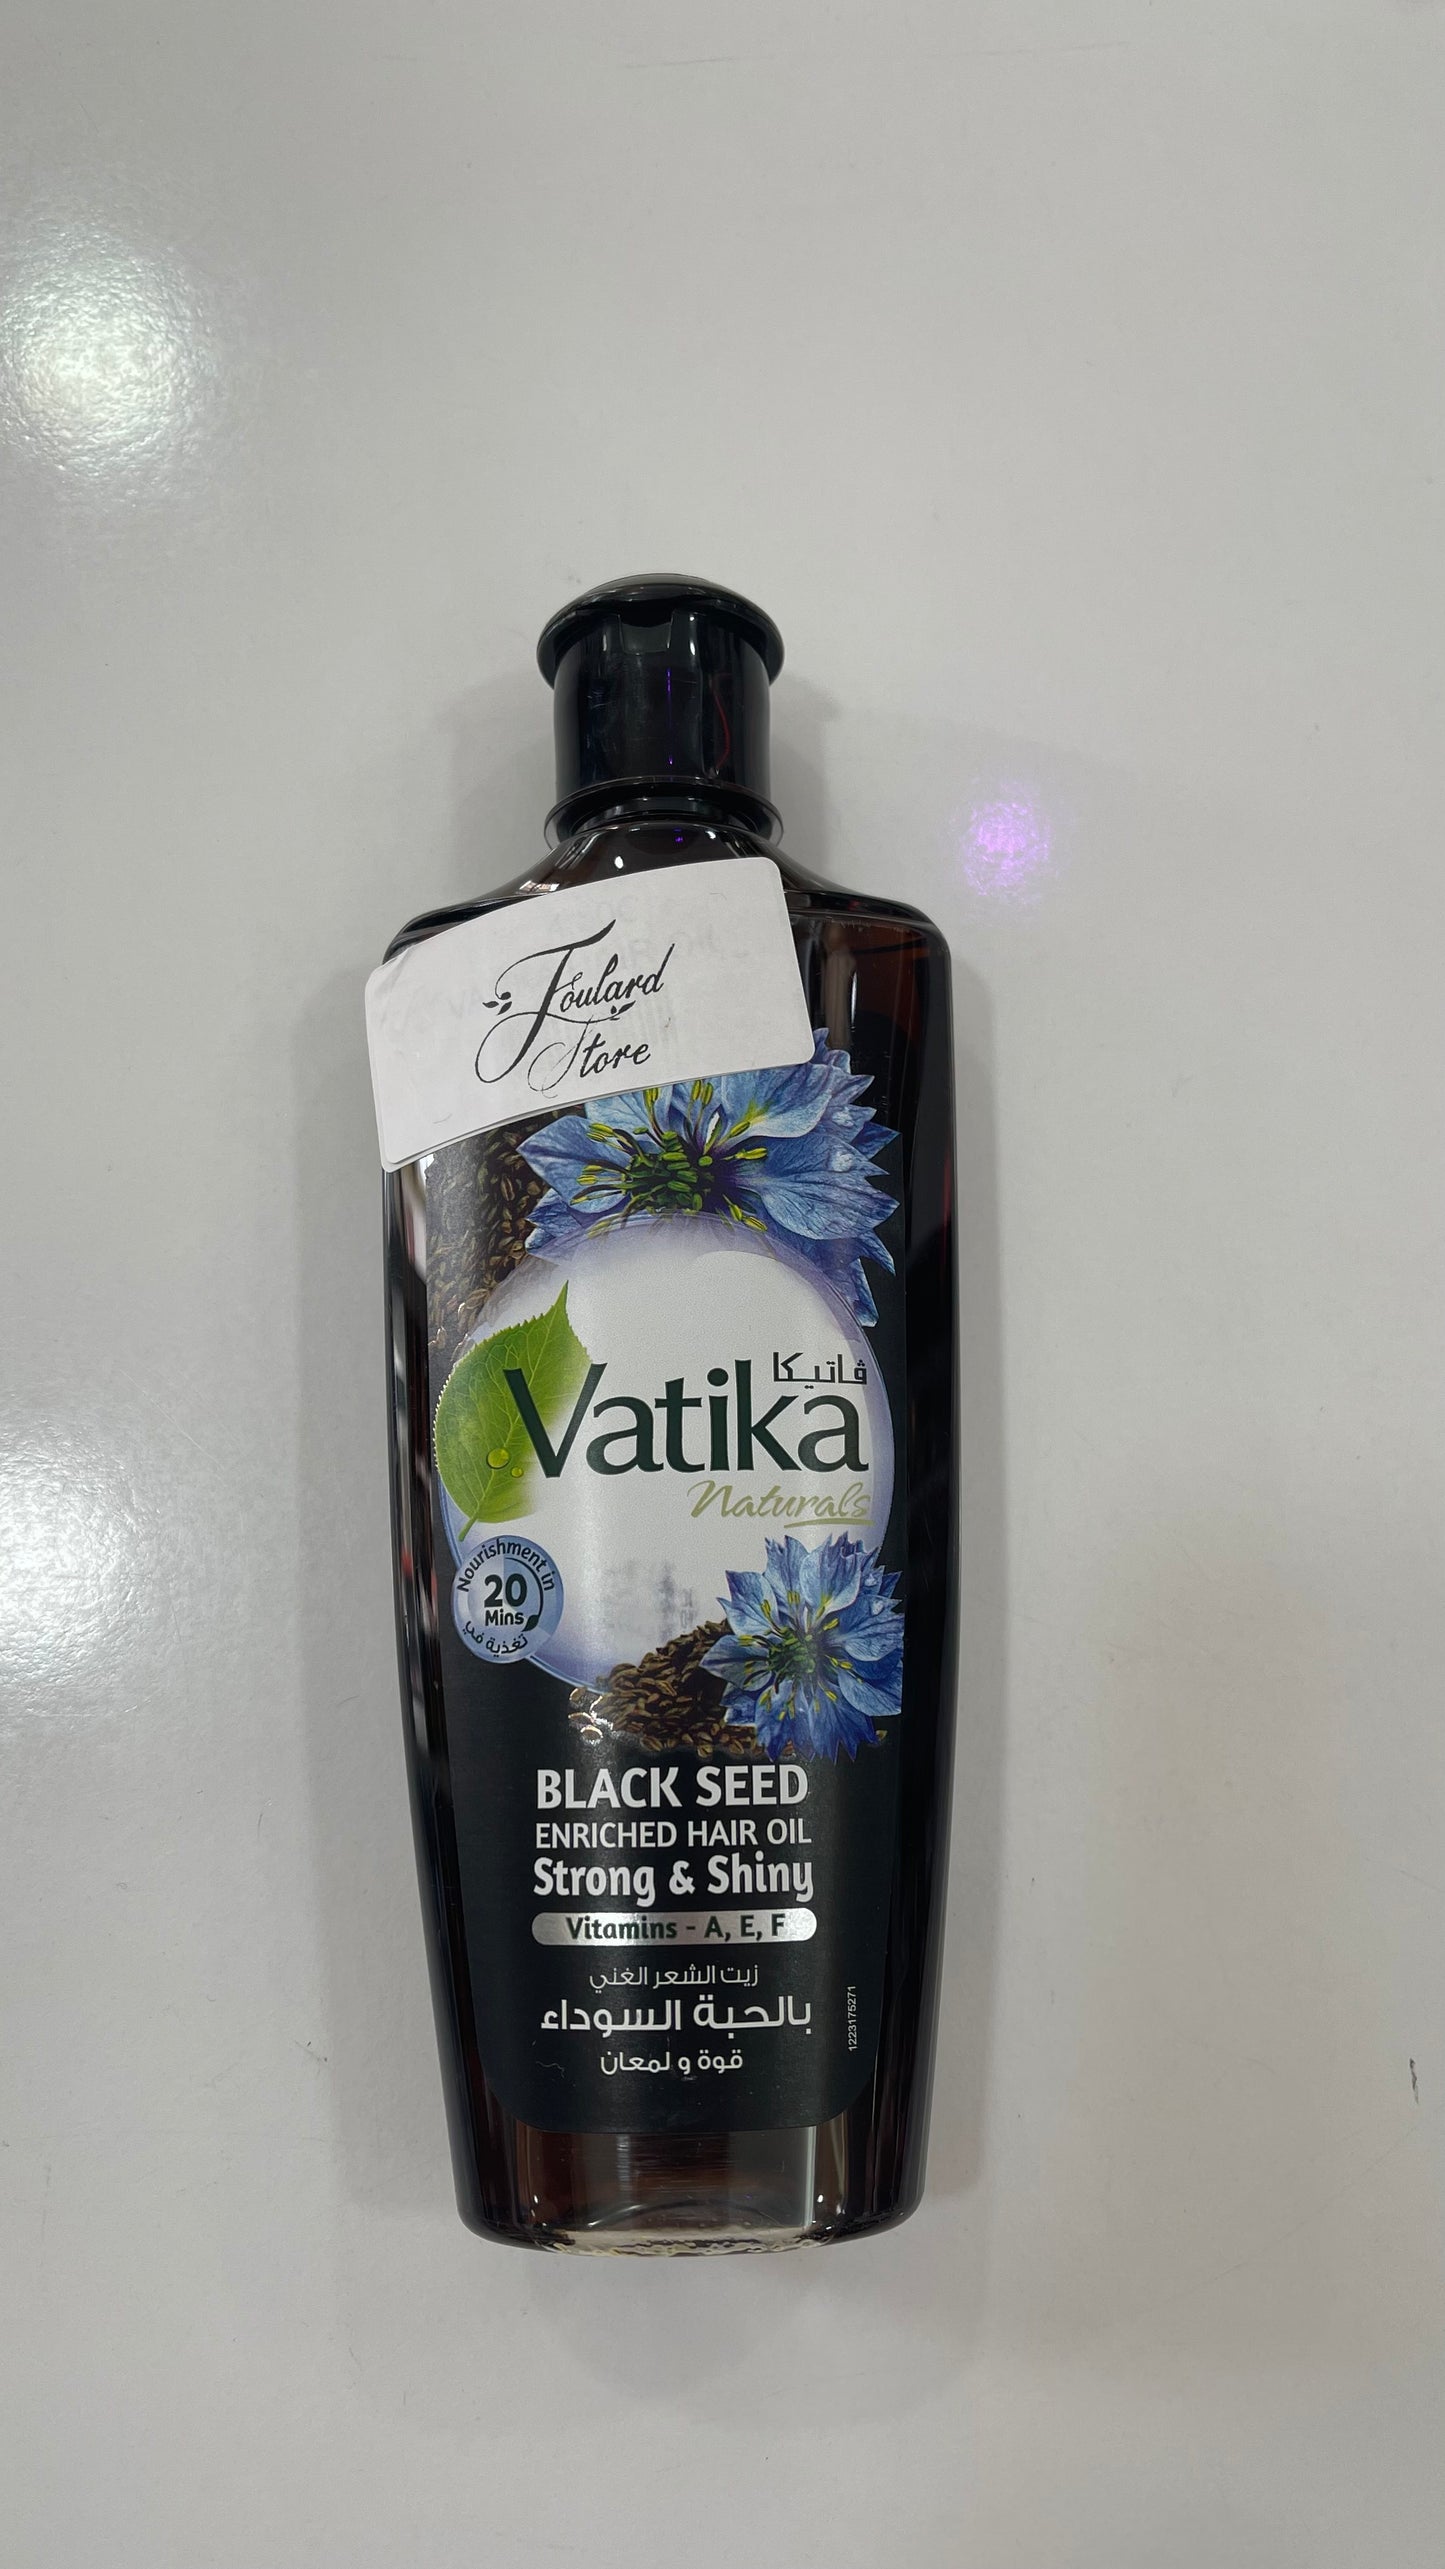 Foulard
Store
ڤاتيكا
Vatika
Naturals
Nourishment in
20
Mins
تغذية في
BLACK SEED
ENRICHED HAIR OIL
Strong & Shiny
Vitamins - A, E, F
زيت الشعر الغني
بالحبة السوداء
قوة و لمعان
1223175271